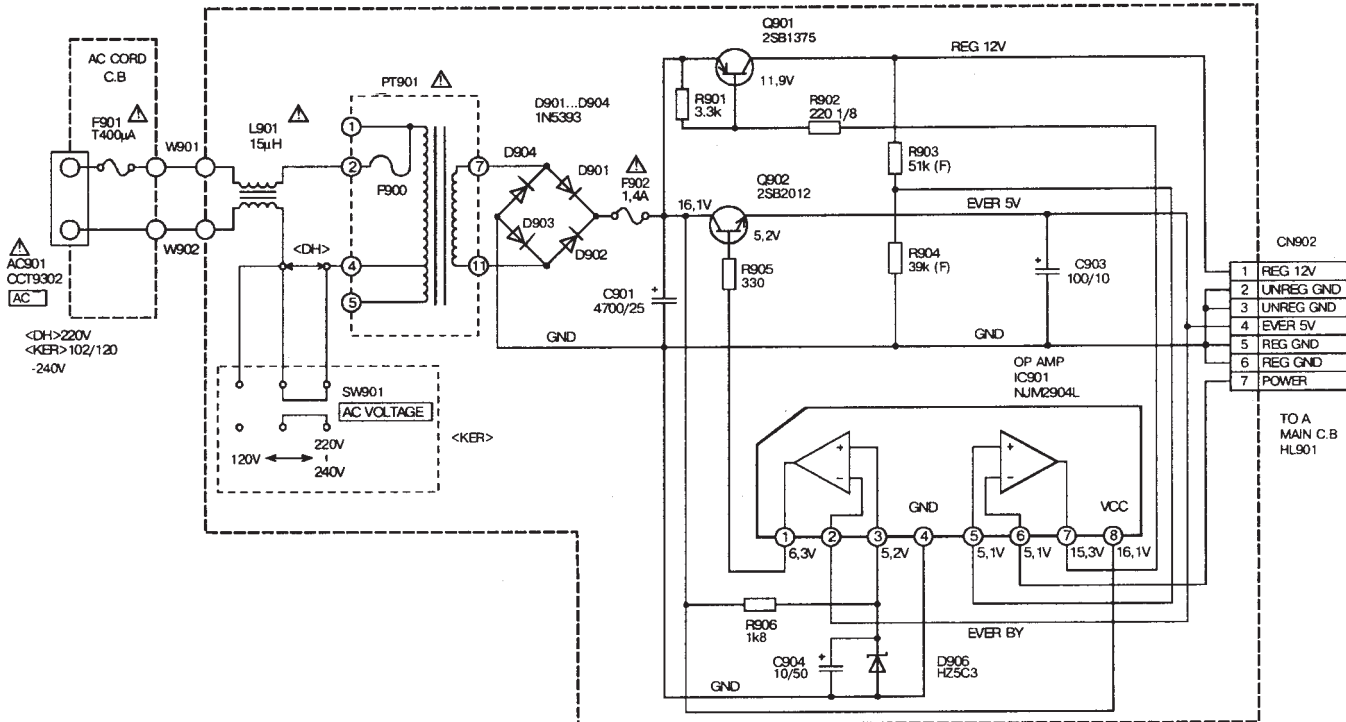 AC CORD
C.B
F901
T400µA
W901
W902
AC901
CCT9302
AC
<DH>220V
<KER>102/120
-240V
L901
15µH
<DH>
PT901
1
2
4
5
7
11
F900
SW901
AC VOLTAGE
120V
220V
240V
<KER>
D901...D904
1N5393
D904
D901
D903
D902
F902
1,4A
16,1V
C901
4700/25
+
GND
Q901
2SB1375
11,9V
R901
3.3k
R902
220 1/8
REG 12V
R903
51k (F)
Q902
2SB2012
5,2V
EVER 5V
R905
330
R904
39k (F)
C903
100/10
+
GND
OP AMP
IC901
NJM2904L
+
-
+
-
GND
VCC
1
2
3
4
5
6
7
8
6,3V
5,2V
5,1V
5,1V
15,3V
16,1V
R906
1k8
EVER BY
C904
10/50
+
D906
HZ5C3
GND
CN902
1 REG 12V
2 UNREG GND
3 UNREG GND
4 EVER 5V
5 REG GND
6 REG GND
7 POWER
TO A
MAIN C.B
HL901